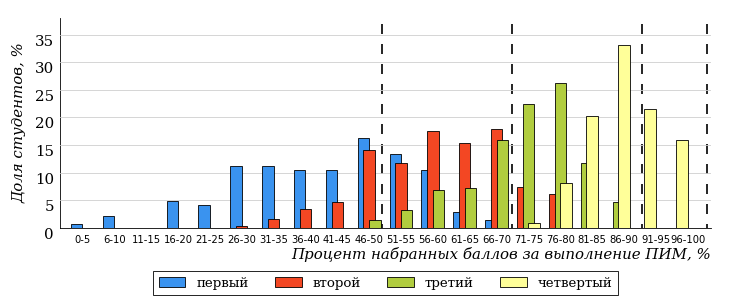 Доля студентов, %
35
30
25
20
15
10
5
0
0-5 6-10 11-15 16-20 21-25 26-30 31-35 36-40 41-45 46-50 51-55 56-60 61-65 66-70 71-75 76-80 81-85 86-90 91-95 96-100
Процент набранных баллов за выполнение ПИМ, %
первый второй третий четвертый